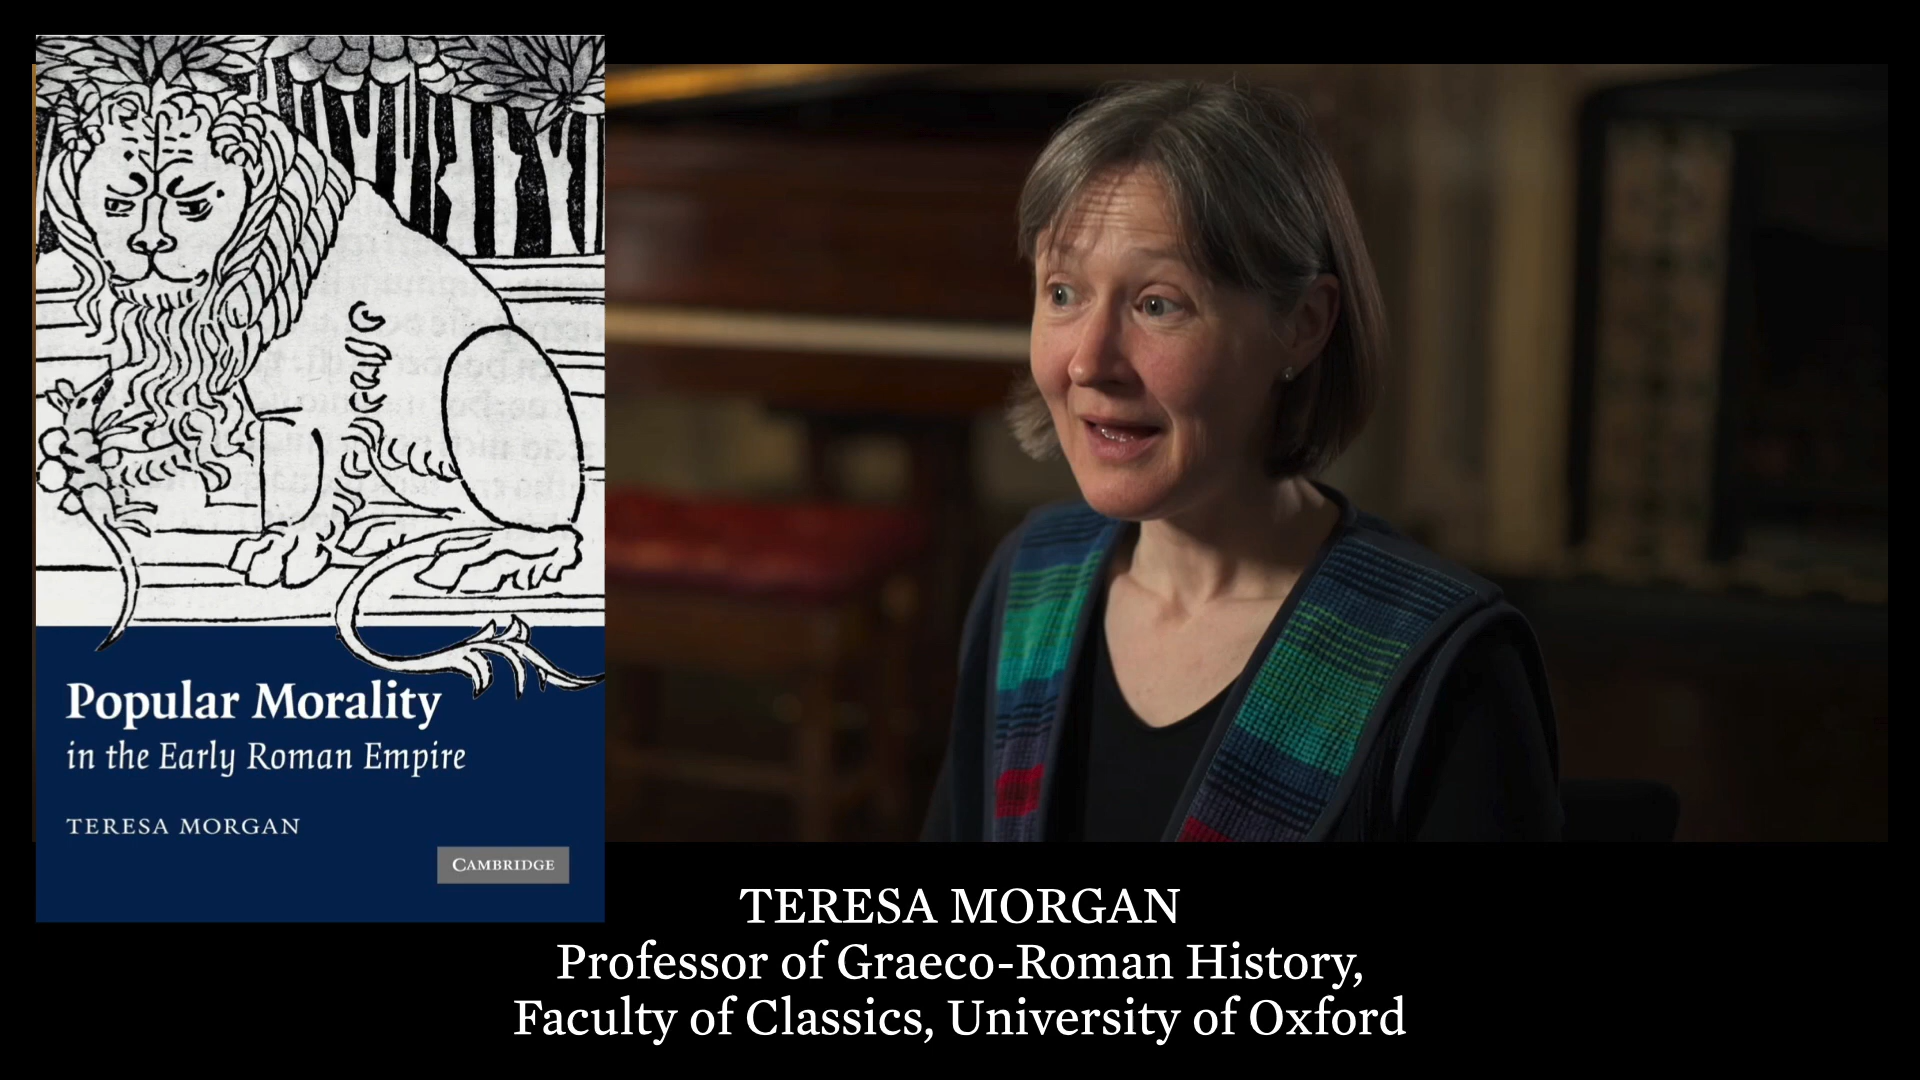 Popular Morality
in the Early Roman Empire
TERESA MORGAN
CAMBRIDGE
TERESA MORGAN
Professor of Graeco-Roman History,
Faculty of Classics, University of Oxford